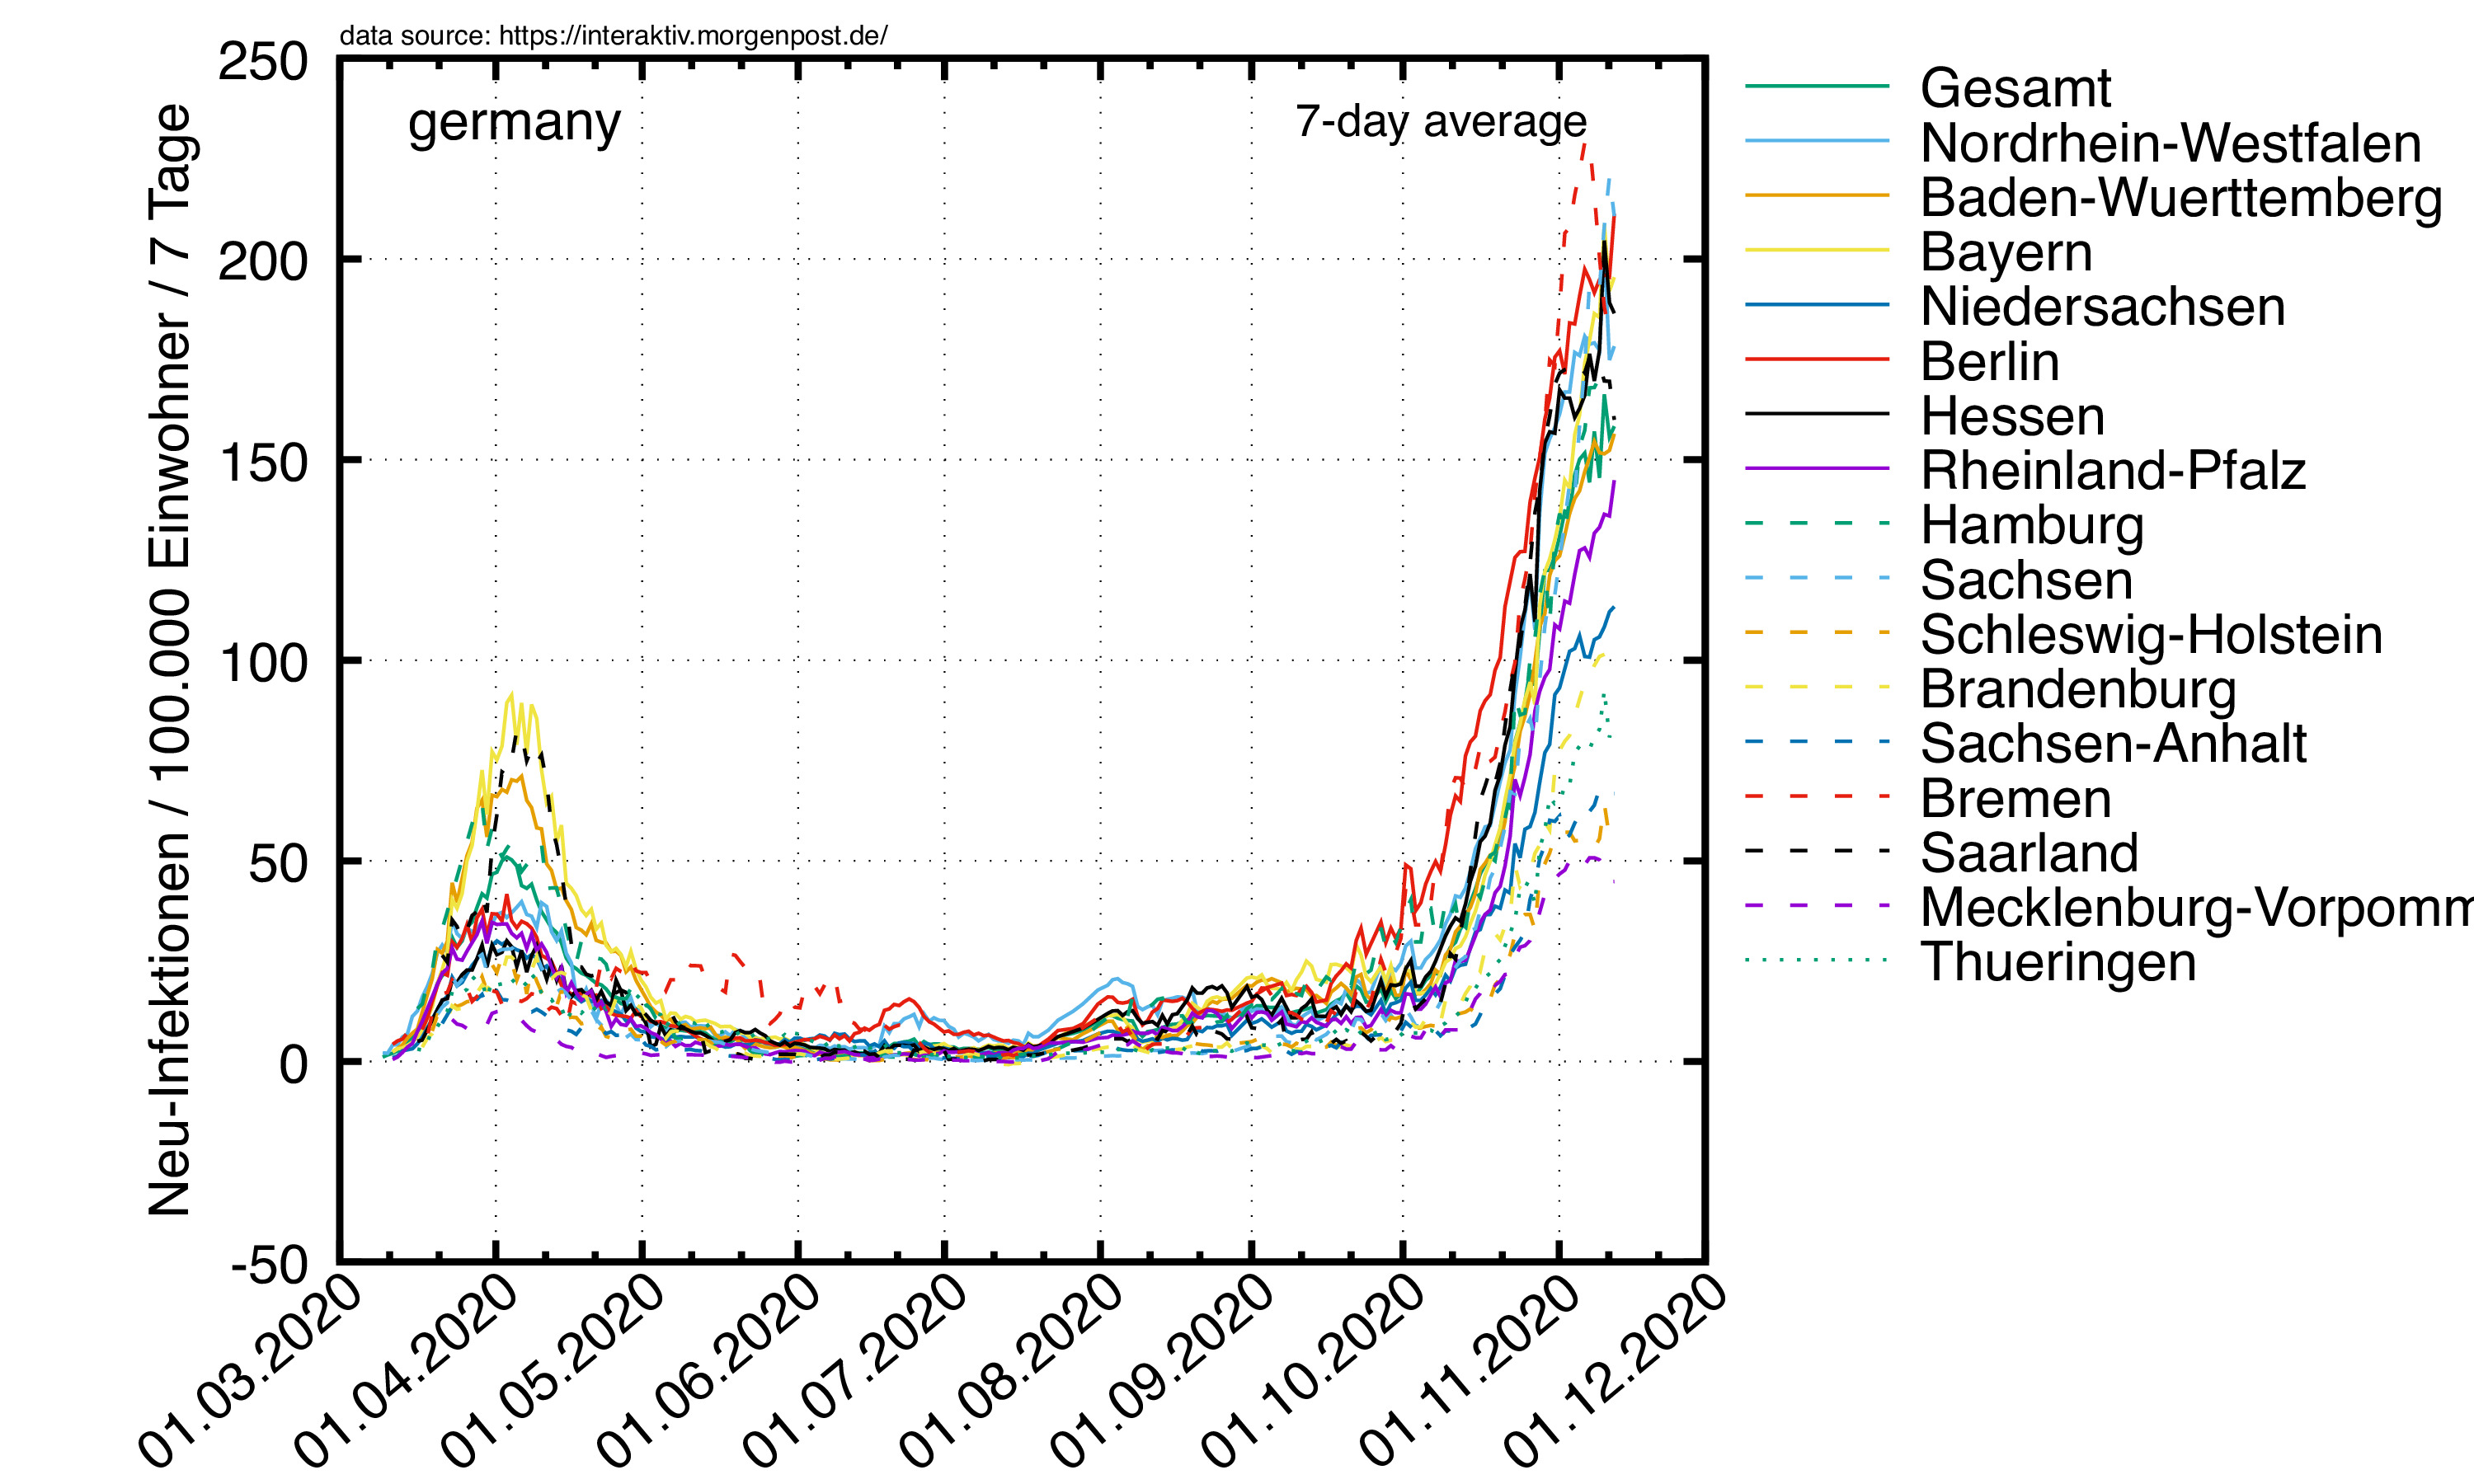 data source: https://interaktiv.morgenpost.de/
germany
7-day average
Neu-Infektionen / 100.000 Einwohner / 7 Tage
250
200
150
100
50
0
-50
01.03.2020
01.04.2020
01.05.2020
01.06.2020
01.07.2020
01.08.2020
01.09.2020
01.10.2020
01.11.2020
01.12.2020
Gesamt
Nordrhein-Westfalen
Baden-Wuerttemberg
Bayern
Niedersachsen
Berlin
Hessen
Rheinland-Pfalz
Hamburg
Sachsen
Schleswig-Holstein
Brandenburg
Sachsen-Anhalt
Bremen
Saarland
Mecklenburg-Vorpomm
Thueringen